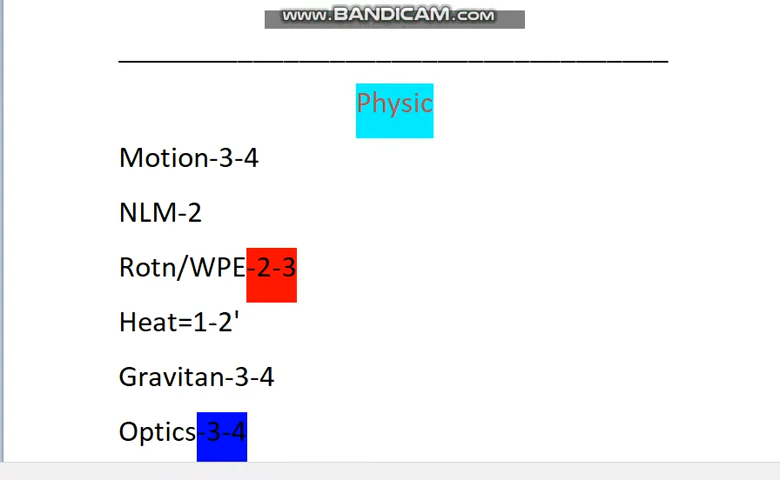 WWW.BANDICAM.COM
Physic
Motion-3-4
NLM-2
Rotn/WPE-2-3
Heat=1-2'
Gravitan-3-4
Optics-3-4